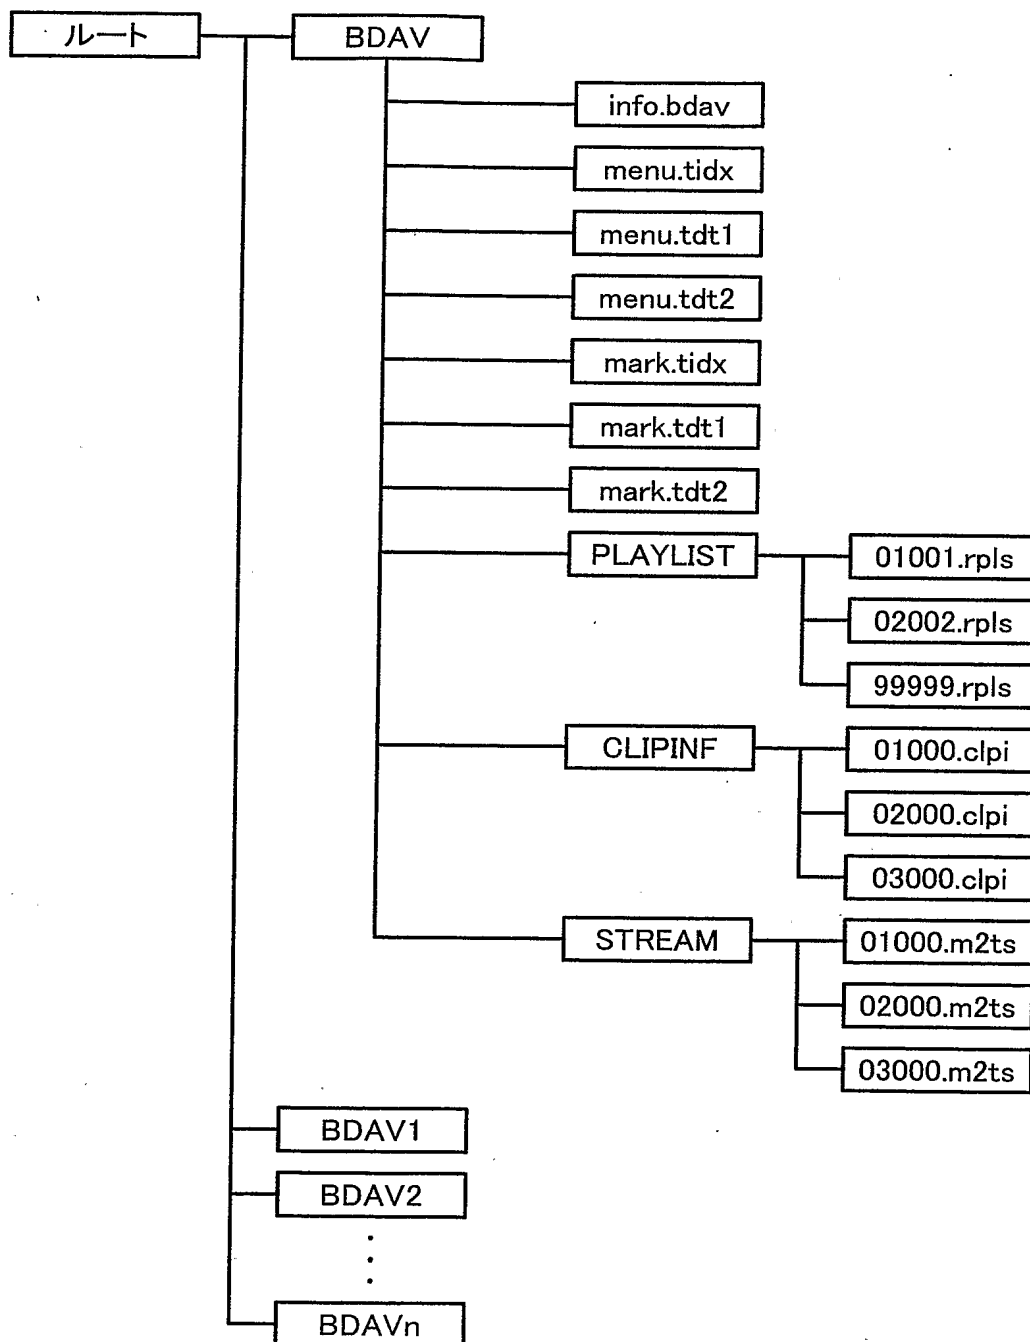 ルート
BDAV
info.bdav
menu.tidx
menu.tdt1
menu.tdt2
mark.tidx
mark.tdt1
mark.tdt2
PLAYLIST
01001.rpls
02002.rpls
99999.rpls
CLIPINF
01000.clpi
02000.clpi
03000.clpi
STREAM
01000.m2ts
02000.m2ts
03000.m2ts
BDAV1
BDAV2
BDAVn